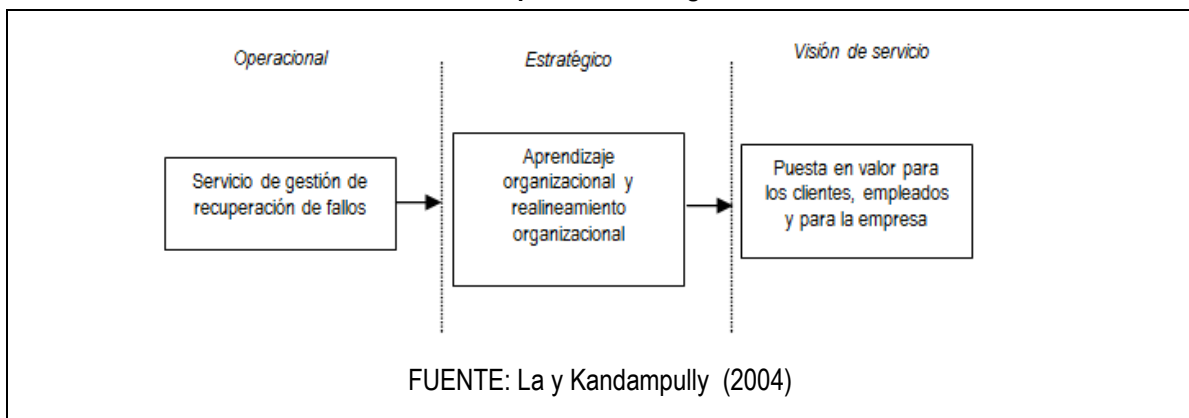 Operacional
Estratégico
Visión de servicio
Servicio de gestión de
recuperación de fallos
Aprendizaje
organizacional y
realineamiento
organizacional
Puesta en valor para
los clientes, empleados
y para la empresa
FUENTE: La y Kandampully (2004)